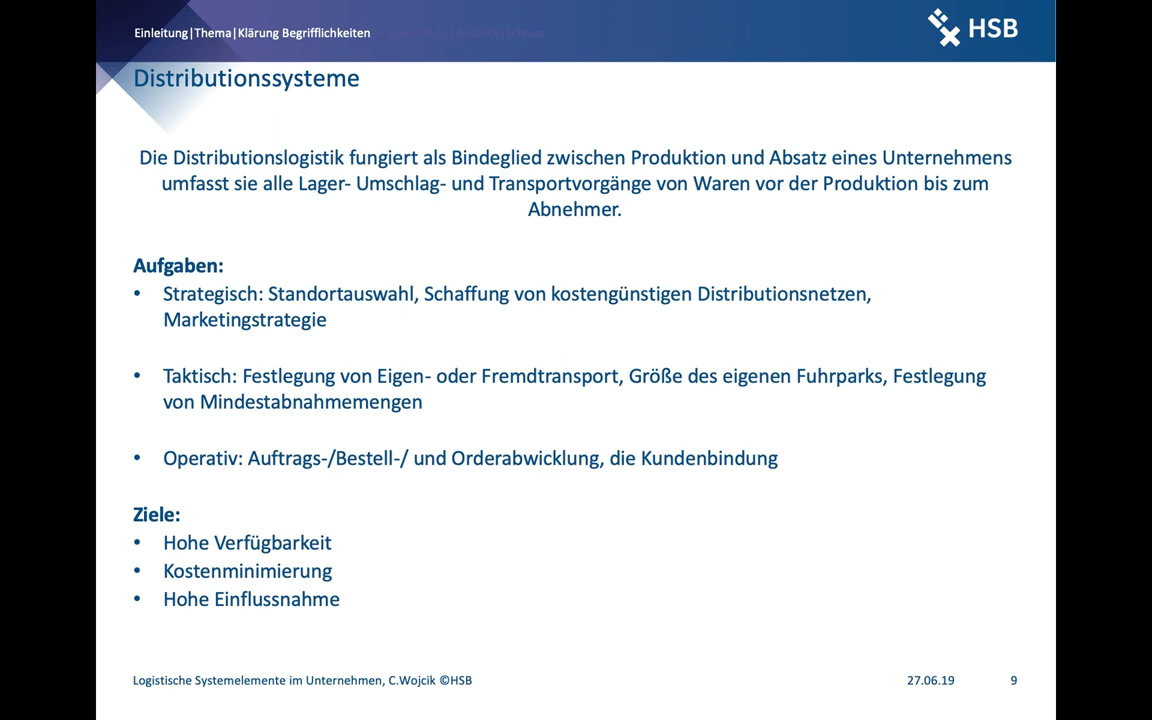 Einleitung|Thema|Klärung Begrifflichkeiten
HSB
Distributionssysteme
Die Distributionslogistik fungiert als Bindeglied zwischen Produktion und Absatz eines Unternehmens
umfasst sie alle Lager- Umschlag- und Transportvorgänge von Waren vor der Produktion bis zum
Abnehmer.
Aufgaben:
• Strategisch: Standortauswahl, Schaffung von kostengünstigen Distributionsnetzen,
Marketingstrategie
• Taktisch: Festlegung von Eigen- oder Fremdtransport, Größe des eigenen Fuhrparks, Festlegung
von Mindestabnahmemengen
• Operativ: Auftrags-/Bestell-/ und Orderabwicklung, die Kundenbindung
Ziele:
• Hohe Verfügbarkeit
• Kostenminimierung
• Hohe Einflussnahme
Logistische Systemelemente im Unternehmen, C.Wojcik ©HSB
27.06.19
9